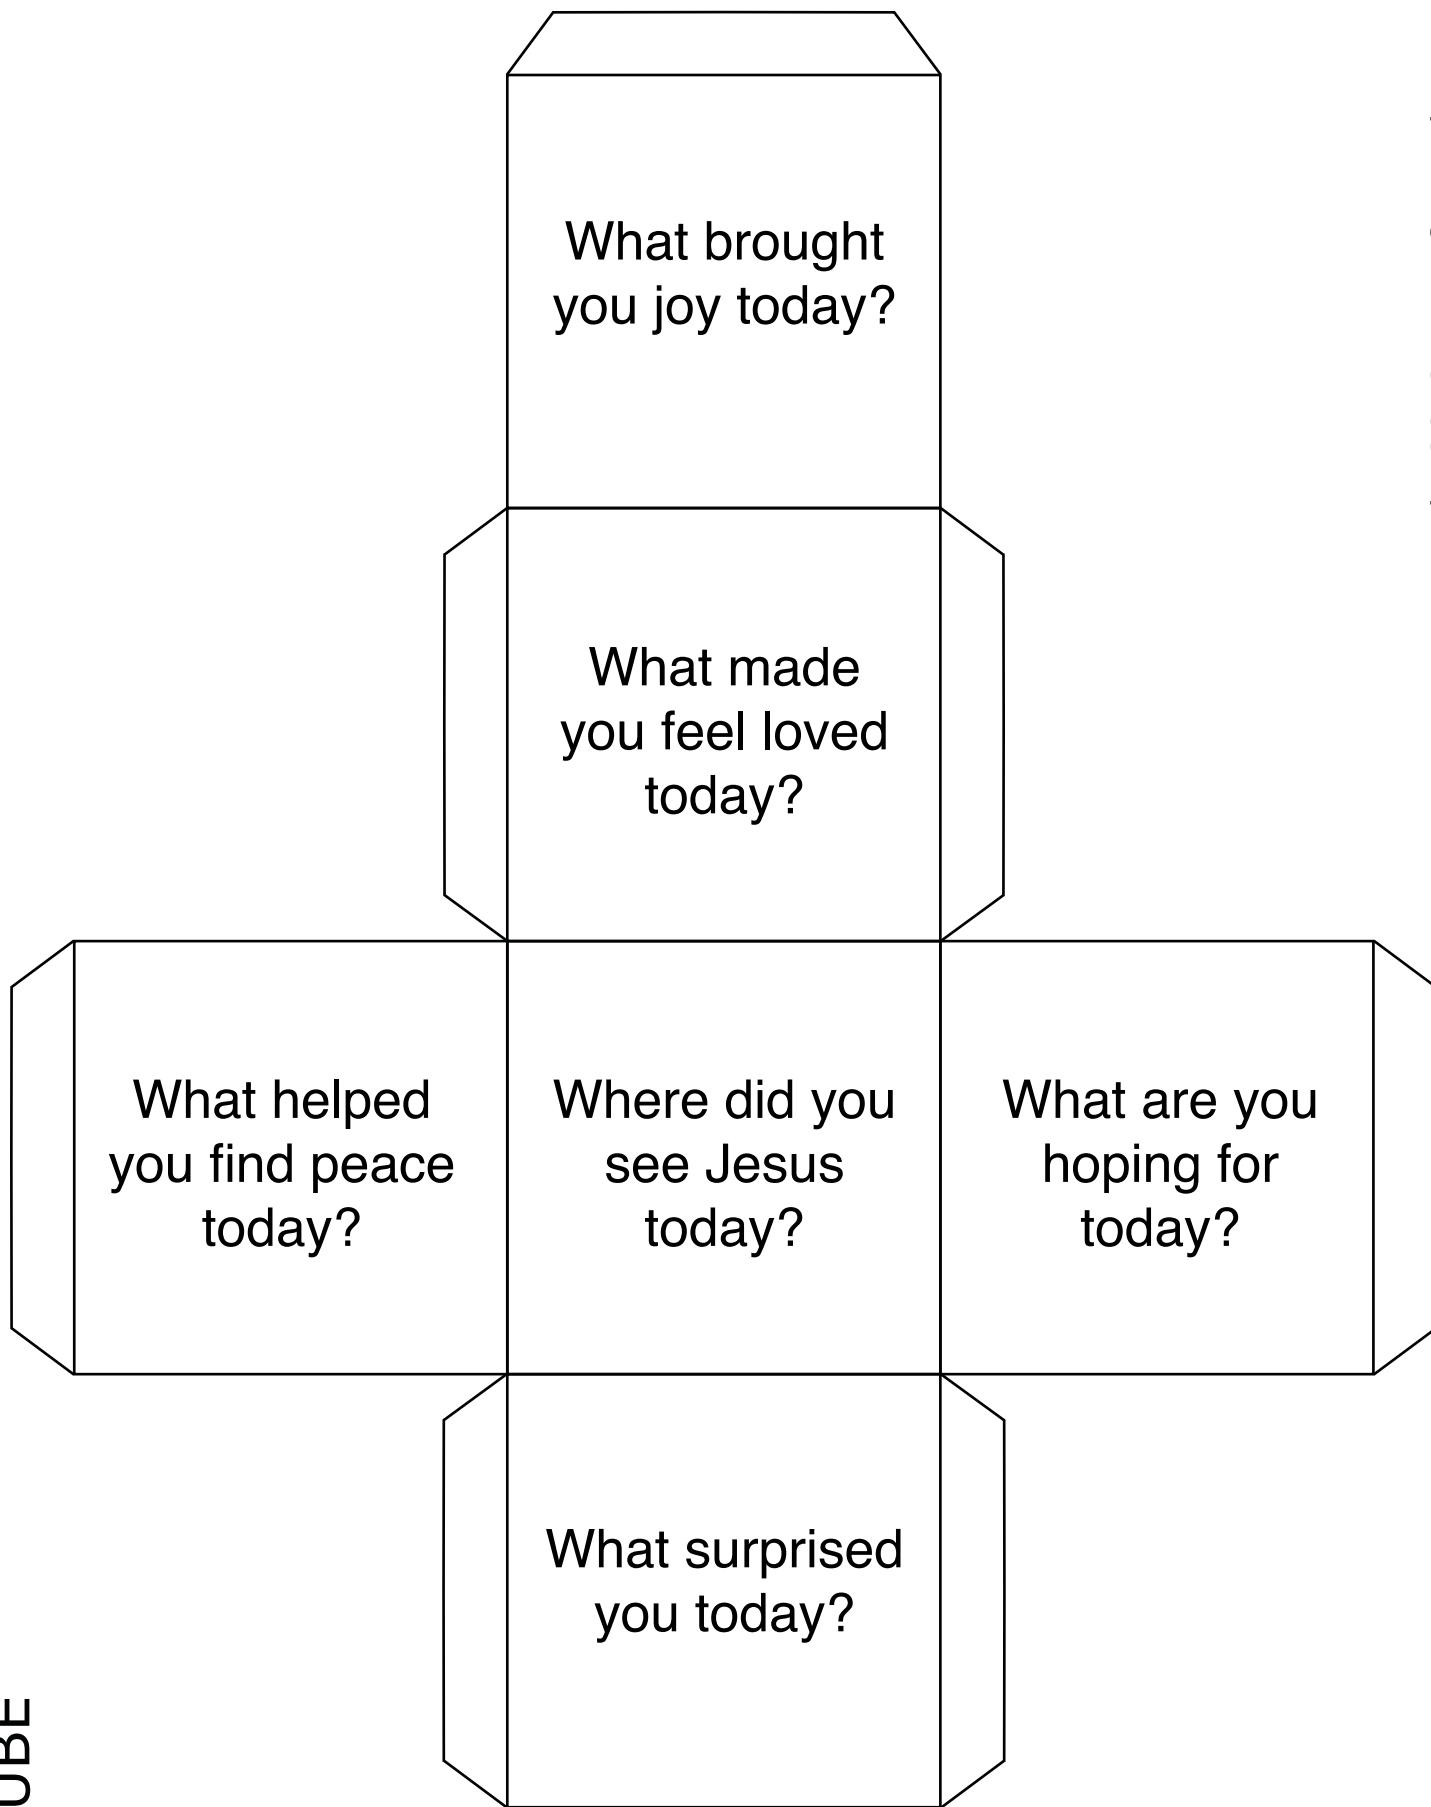 What brought
you joy today?
What made
you feel loved
today?
What helped
you find peace
today?
Where did you
see Jesus
today?
What are you
hoping for
today?
What surprised
you today?
UBE